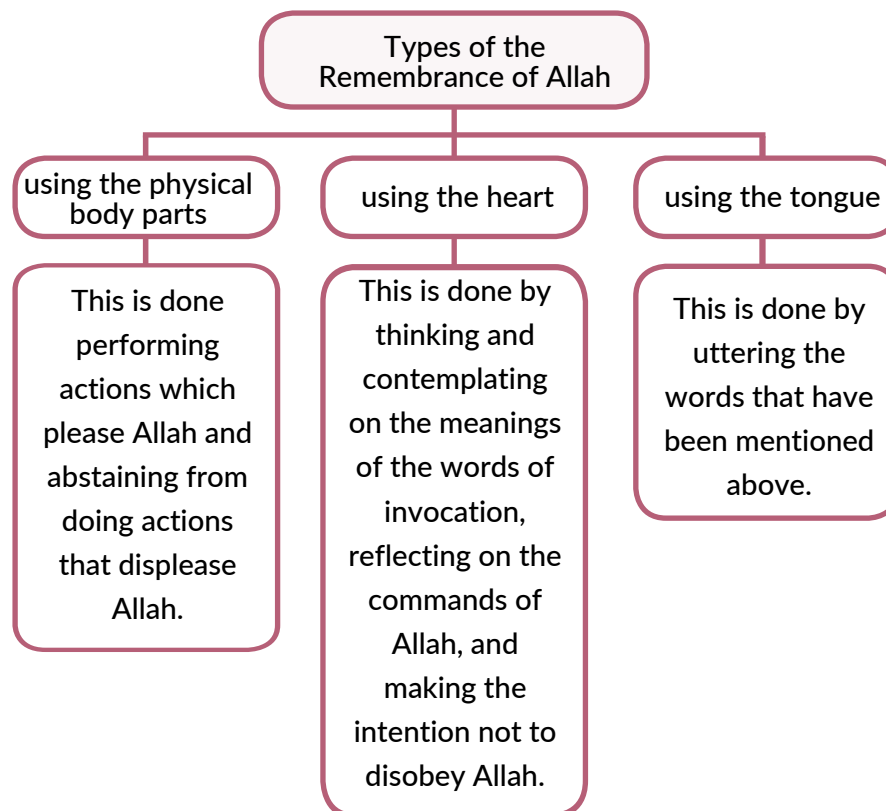 Types of the
Remembrance of Allah
using the physical
body parts
using the heart
using the tongue
This is done
performing
actions which
please Allah and
abstaining from
doing actions
that displease
Allah.
This is done by
thinking and
contemplating
on the meanings
of the words of
invocation,
reflecting on the
commands of
Allah, and
making the
intention not to
disobey Allah.
This is done by
uttering the
words that have
been mentioned
above.